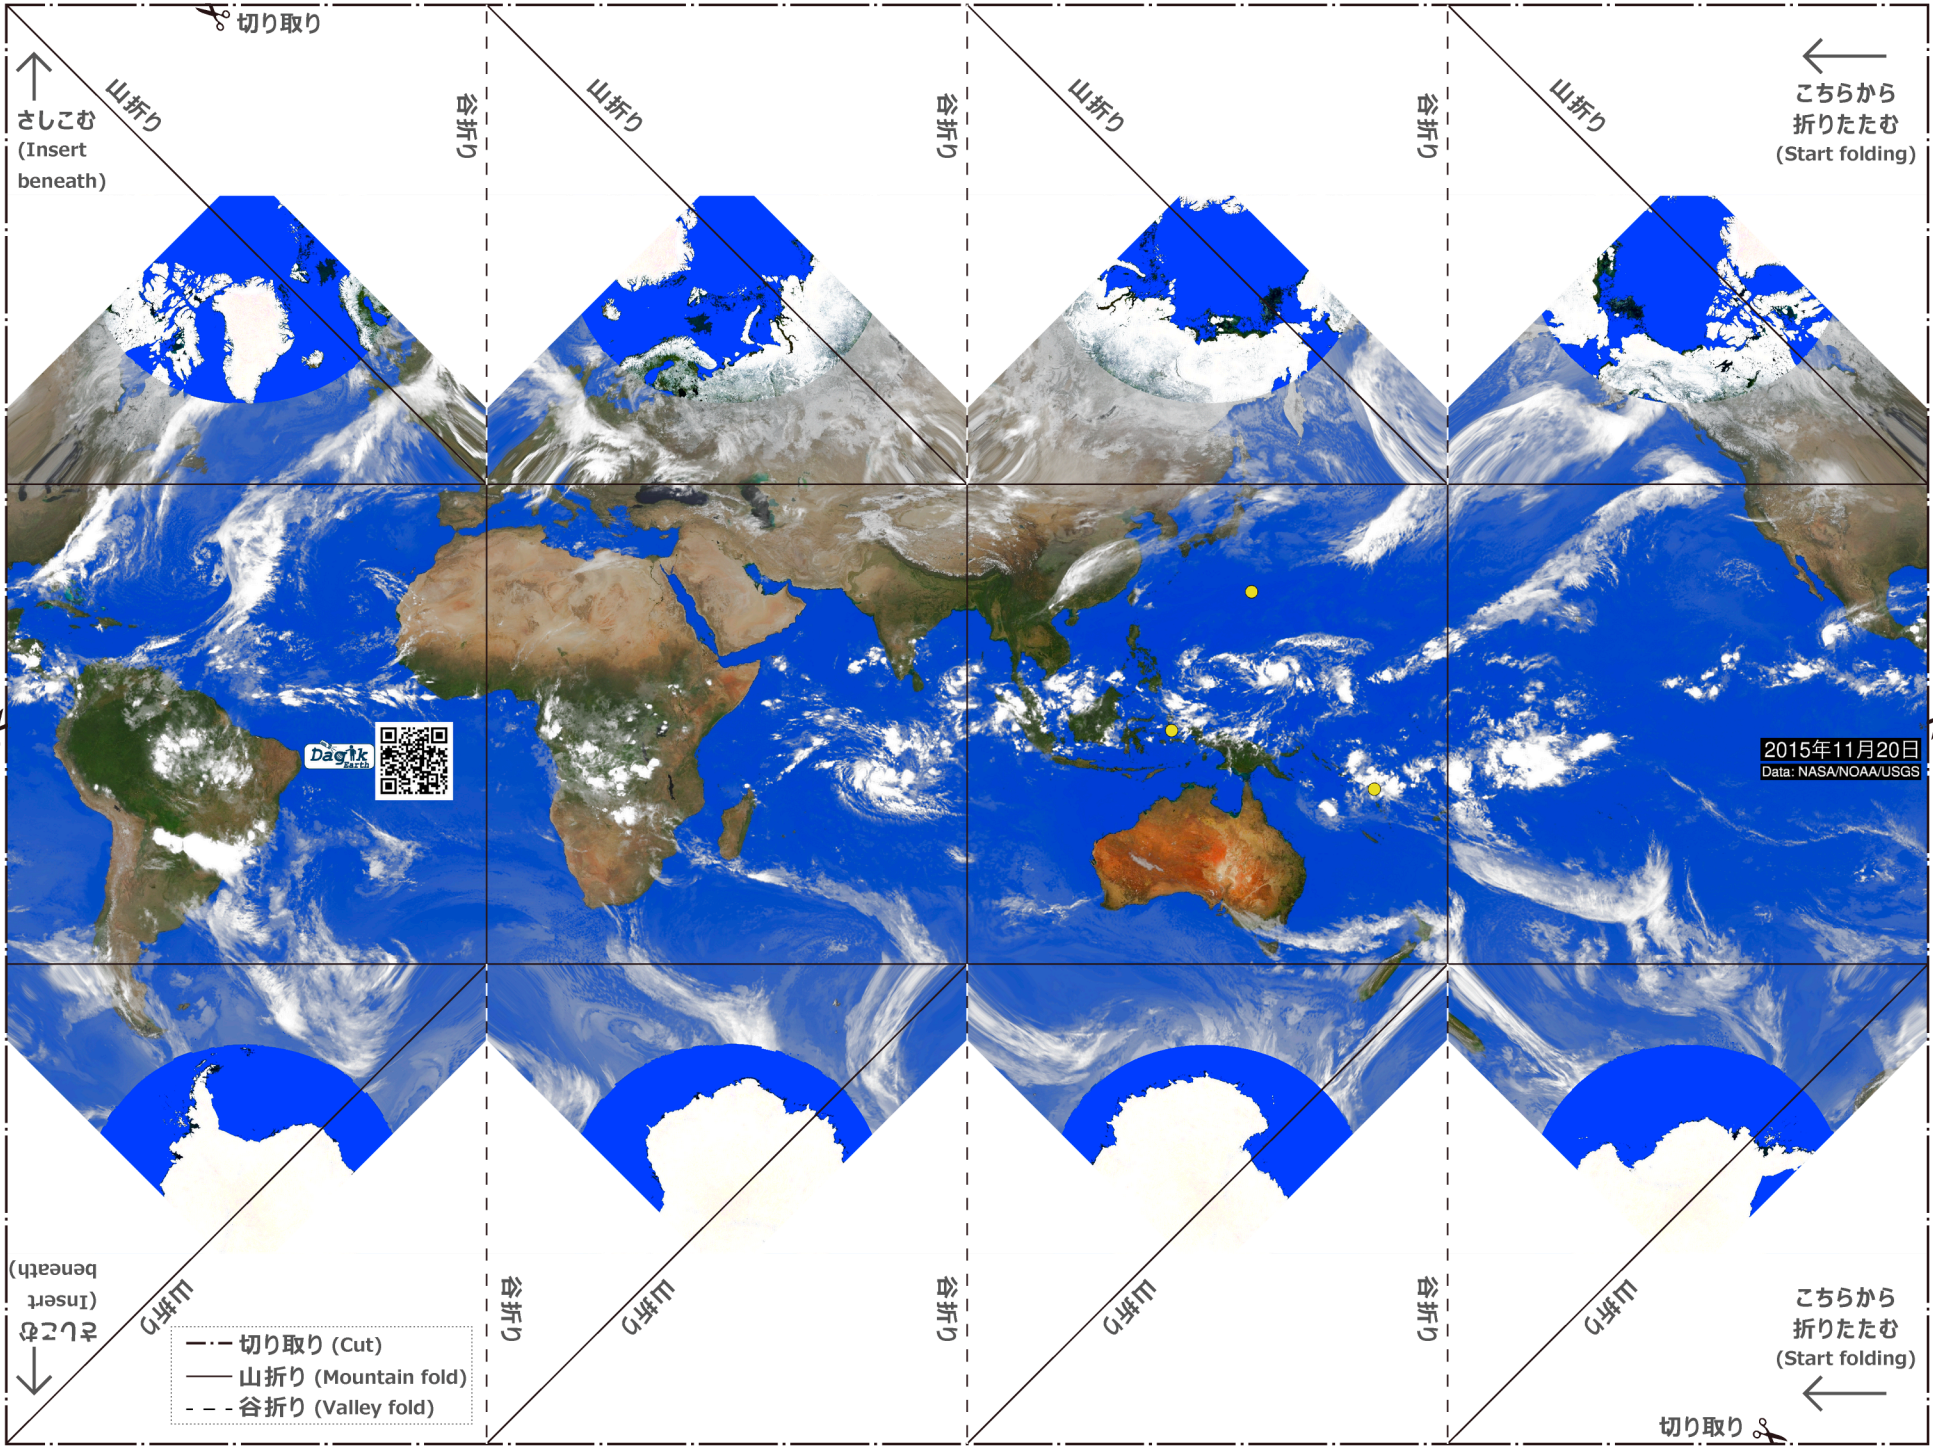 切り取り
山折り
谷折り
山折り
谷折り
山折り
谷折り
山折り
こちらから
折りたたむ
(Start folding)
さしこむ
(Insert
beneath)
Dagik
Earth
2015年11月20日
Data: NASA/NOAA/USGS
さしこむ
(Insert
beneath)
山折り
谷折り
山折り
谷折り
山折り
谷折り
山折り
こちらから
折りたたむ
(Start folding)
切り取り (Cut)
山折り (Mountain fold)
谷折り (Valley fold)
切り取り